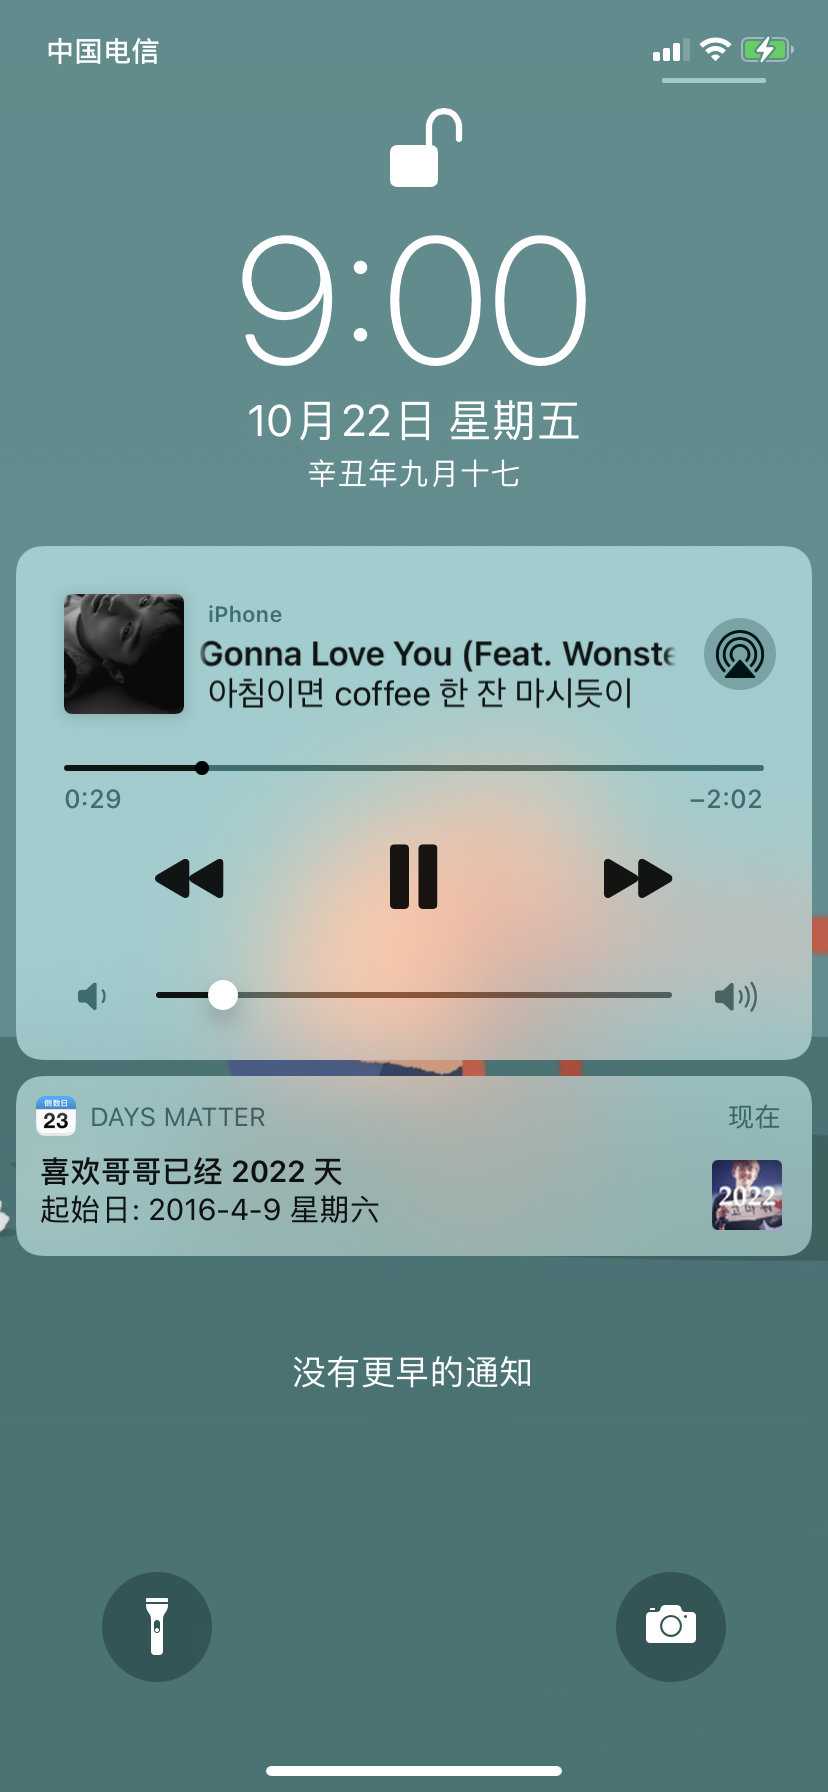 中国电信
9:00
10月22日 星期五
辛丑年九月十七
iPhone
Gonna Love You (Feat. Wonste
아침이면 coffee 한 잔 마시듯이
0:29
−2:02
倒数日
23
DAYS MATTER
现在
喜欢哥哥已经 2022 天
起始日: 2016-4-9 星期六
2022
没有更早的通知